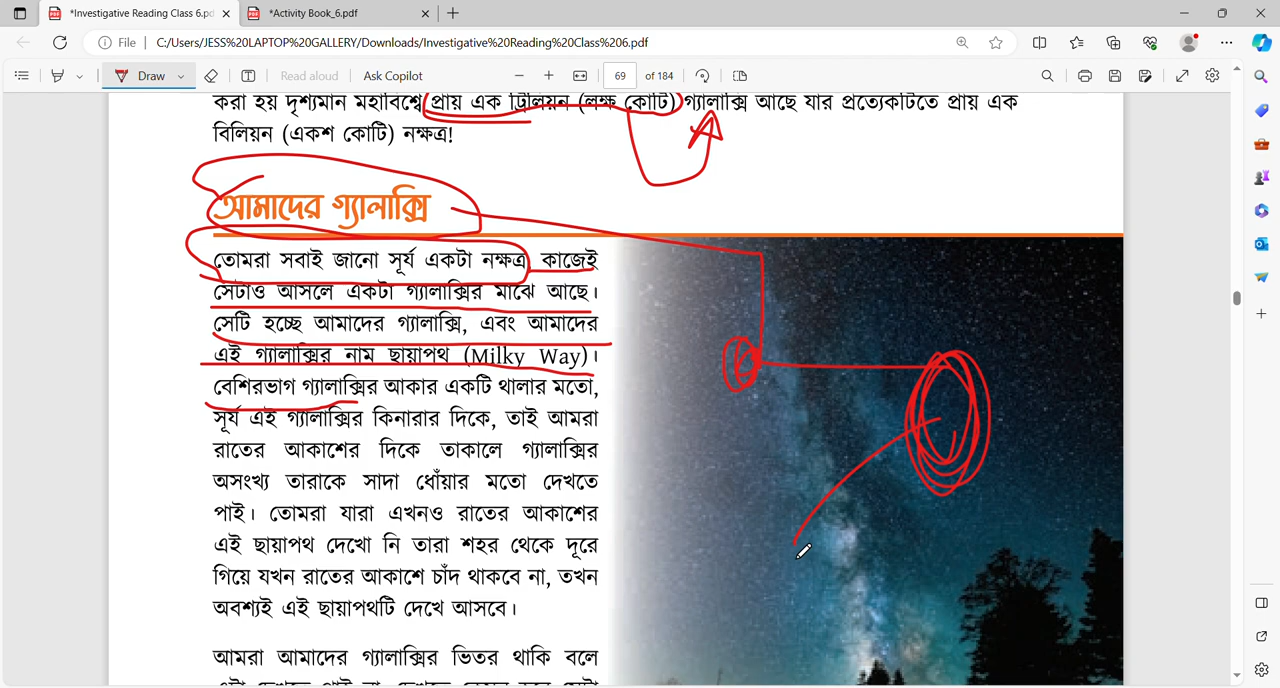 *Investigative Reading Class 6.pd
*Activity Book_6.pdf
File C:/Users/JESS%20LAPTOP%20GALLERY/Downloads/Investigative%20Reading%20Class%206.pdf
Draw Read aloud Ask Copilot 69 of 184
করা হয় দৃশ্যমান মহাবিশ্বে প্রায় এক ট্রিলিয়ন (লক্ষ কোটি) গ্যালাক্সি আছে যার প্রত্যেকটিতে প্রায় এক
বিলিয়ন (একশ কোটি) নক্ষত্র!
আমাদের গ্যালাক্সি
তোমরা সবাই জানো সূর্য একটা নক্ষত্র, কাজেই
সেটাও আসলে একটা গ্যালাক্সির মাঝে আছে।
সেটি হচ্ছে আমাদের গ্যালাক্সি, এবং আমাদের
এই গ্যালাক্সির নাম ছায়াপথ (Milky Way)।
বেশিরভাগ গ্যালাক্সির আকার একটি থালার মতো,
সূর্য এই গ্যালাক্সির কিনারার দিকে, তাই আমরা
রাতের আকাশের দিকে তাকালে গ্যালাক্সির
অসংখ্য তারাকে সাদা ধোঁয়ার মতো দেখতে
পাই। তোমরা যারা এখনও রাতের আকাশের
এই ছায়াপথ দেখো নি তারা শহর থেকে দূরে
গিয়ে যখন রাতের আকাশে চাঁদ থাকবে না, তখন
অবশ্যই এই ছায়াপথটি দেখে আসবে।
আমরা আমাদের গ্যালাক্সির ভিতর থাকি বলে